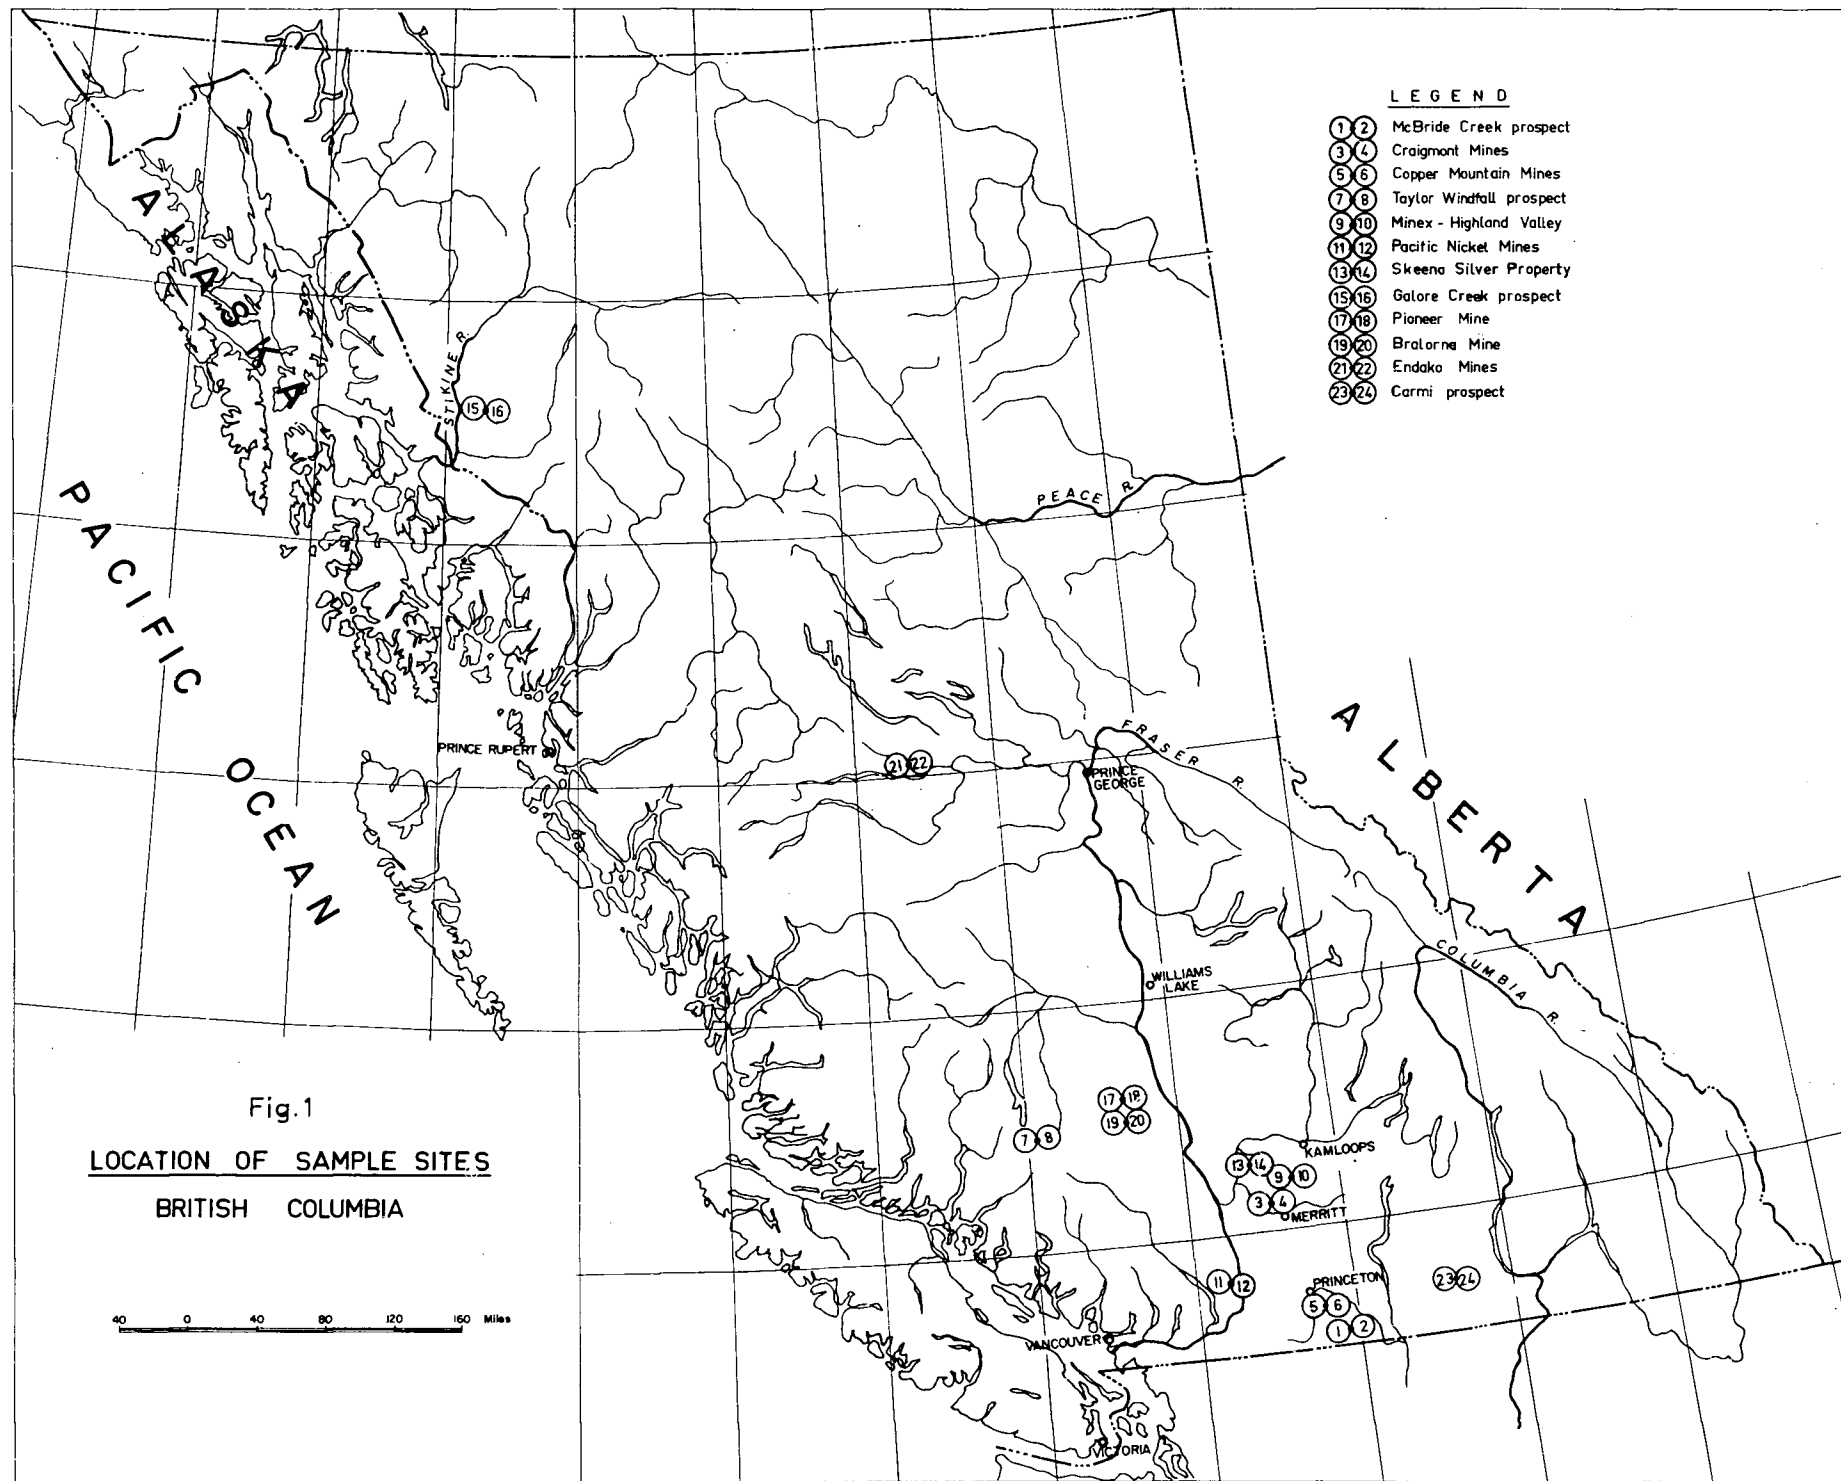 LEGEND
1 2 McBride Creek prospect
3 4 Craigmont Mines
5 6 Copper Mountain Mines
7 8 Taylor Windfall prospect
9 10 Minex - Highland Valley
11 12 Pacific Nickel Mines
13 14 Skeena Silver Property
15 16 Galore Creek prospect
17 18 Pioneer Mine
19 20 Bralorne Mine
21 22 Endako Mines
23 24 Carmi prospect
ALASKA
STIKINE R.
15 16
PEACE R.
PACIFIC OCEAN
ALBERTA
PRINCE RUPERT
21 22
FRASER R.
PRINCE
GEORGE
COLUMBIA R.
WILLIAMS
LAKE
17 18
19 20
7 8
KAMLOOPS
13 14
9 10
3 4
MERRITT
11 12
PRINCETON
5 6
1 2
23 24
VANCOUVER
VICTORIA
Fig.1
LOCATION OF SAMPLE SITES
BRITISH COLUMBIA
40 0 40 80 120 160 Miles